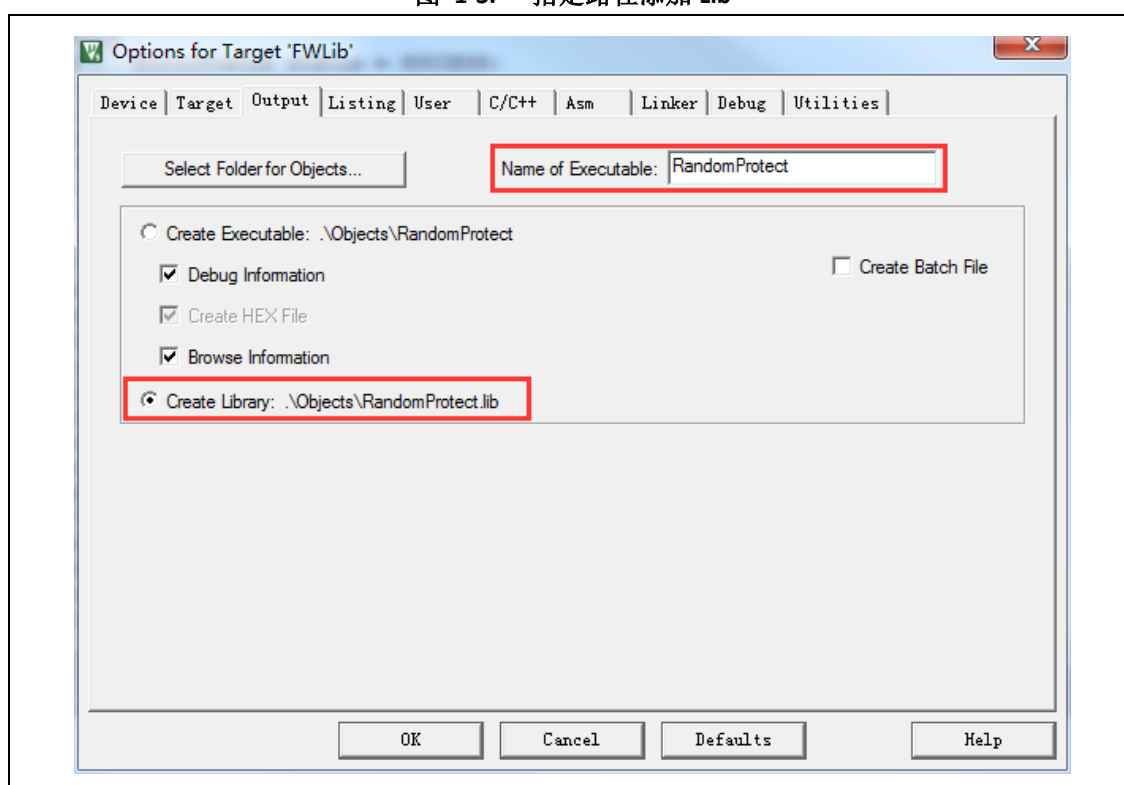 Options for Target 'FWLib'
Device Target Output Listing User C/C++ Asm Linker Debug Utilities
Select Folder for Objects... Name of Executable: RandomProtect
Create Executable: .\Objects\RandomProtect
Debug Information Create Batch File
Create HEX File
Browse Information
Create Library: .\Objects\RandomProtect.lib
OK Cancel Defaults Help